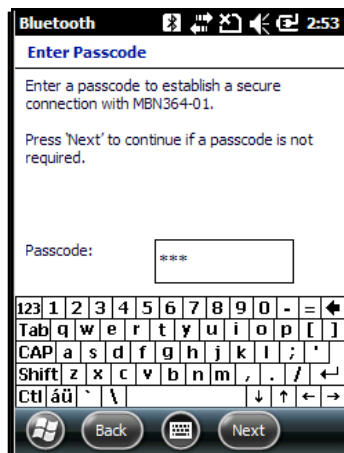 Bluetooth 2:53
Enter Passcode
Enter a passcode to establish a secure
connection with MBN364-01.
Press 'Next' to continue if a passcode is not
required.
Passcode: ***
123 1 2 3 4 5 6 7 8 9 0 - =
Tab q w e r t y u i o p [ ]
CAP a s d f g h j k l ; '
Shift z x c v b n m , . /
Ctl áü ` \
Back Next